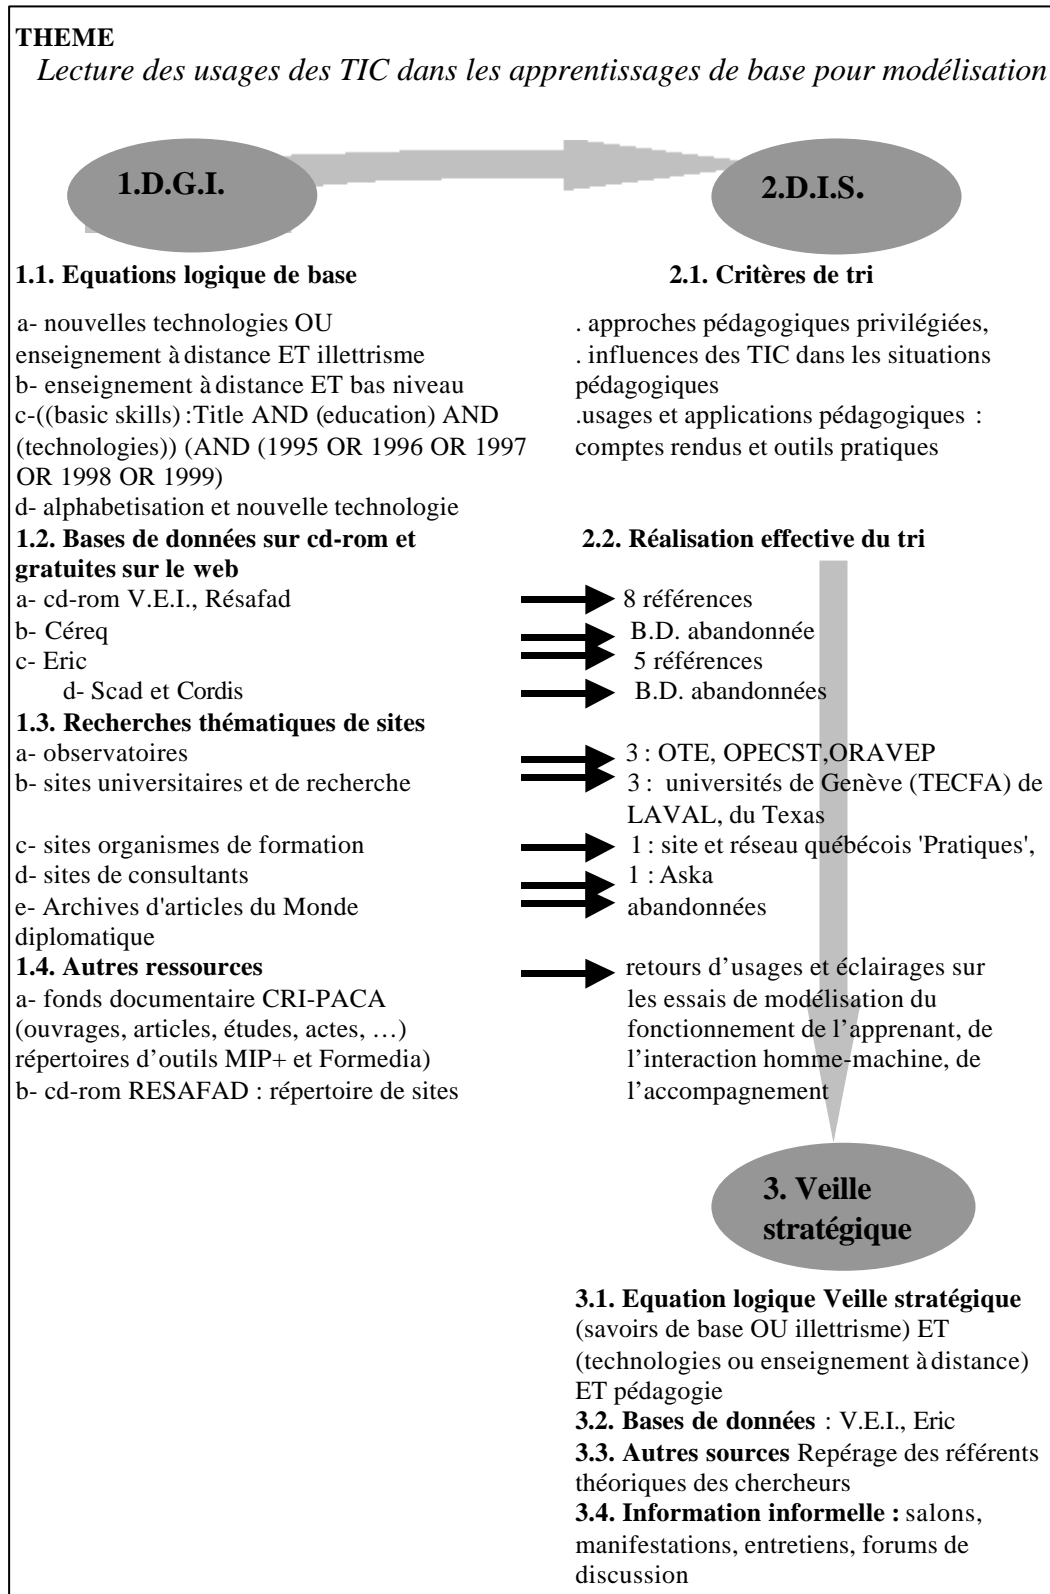 THEME
Lecture des usages des TIC dans les apprentissages de base pour modélisation
1.D.G.I.
2.D.I.S.
1.1. Equations logique de base
a- nouvelles technologies OU
enseignement à distance ET illettrisme
b- enseignement à distance ET bas niveau
c-((basic skills) :Title AND (education) AND
(technologies)) (AND (1995 OR 1996 OR 1997
OR 1998 OR 1999)
d- alphabetisation et nouvelle technologie
2.1. Critères de tri
. approches pédagogiques privilégiées,
. influences des TIC dans les situations
pédagogiques
.usages et applications pédagogiques :
comptes rendus et outils pratiques
1.2. Bases de données sur cd-rom et
gratuites sur le web
2.2. Réalisation effective du tri
a- cd-rom V.E.I., Résafad
8 références
b- Céreq
B.D. abandonnée
c- Eric
5 références
d- Scad et Cordis
B.D. abandonnées
1.3. Recherches thématiques de sites
a- observatoires
3 : OTE, OPECST,ORAVEP
b- sites universitaires et de recherche
3 : universités de Genève (TECFA) de
LAVAL, du Texas
c- sites organismes de formation
1 : site et réseau québécois 'Pratiques',
d- sites de consultants
1 : Aska
e- Archives d'articles du Monde
diplomatique
abandonnées
1.4. Autres ressources
a- fonds documentaire CRI-PACA
(ouvrages, articles, études, actes, …)
répertoires d’outils MIP+ et Formedia)
b- cd-rom RESAFAD : répertoire de sites
retours d’usages et éclairages sur
les essais de modélisation du
fonctionnement de l’apprenant, de
l’interaction homme-machine, de
l’accompagnement
3. Veille
stratégique
3.1. Equation logique Veille stratégique
(savoirs de base OU illettrisme) ET
(technologies ou enseignement à distance)
ET pédagogie
3.2. Bases de données : V.E.I., Eric
3.3. Autres sources Repérage des référents
théoriques des chercheurs
3.4. Information informelle : salons,
manifestations, entretiens, forums de
discussion